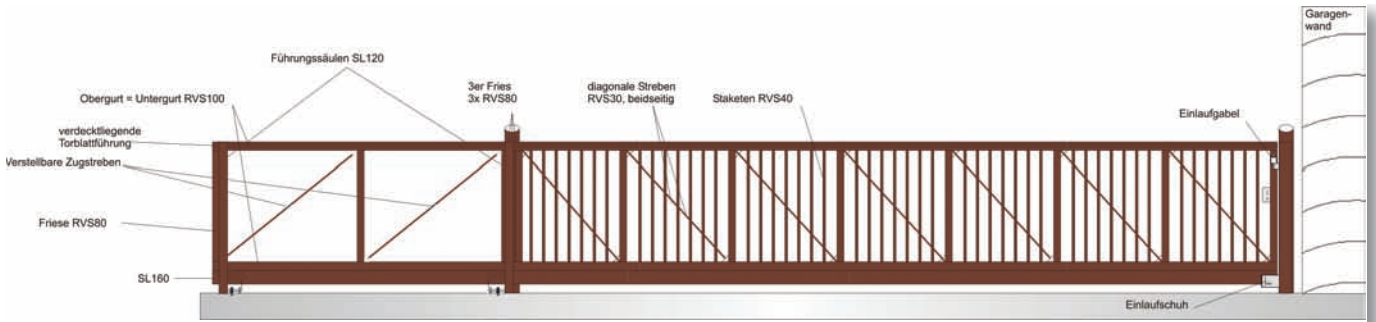 Garagen-
wand
Führungssäulen SL120
3er Fries
3x RVS80
diagonale Streben
RVS30, beidseitig
Staketen RVS40
Obergurt = Untergurt RVS100
Einlaufgabel
verdecktliegende
Torblattführung
Verstellbare Zugstreben
Friese RVS80
SL160
Einlaufschuh